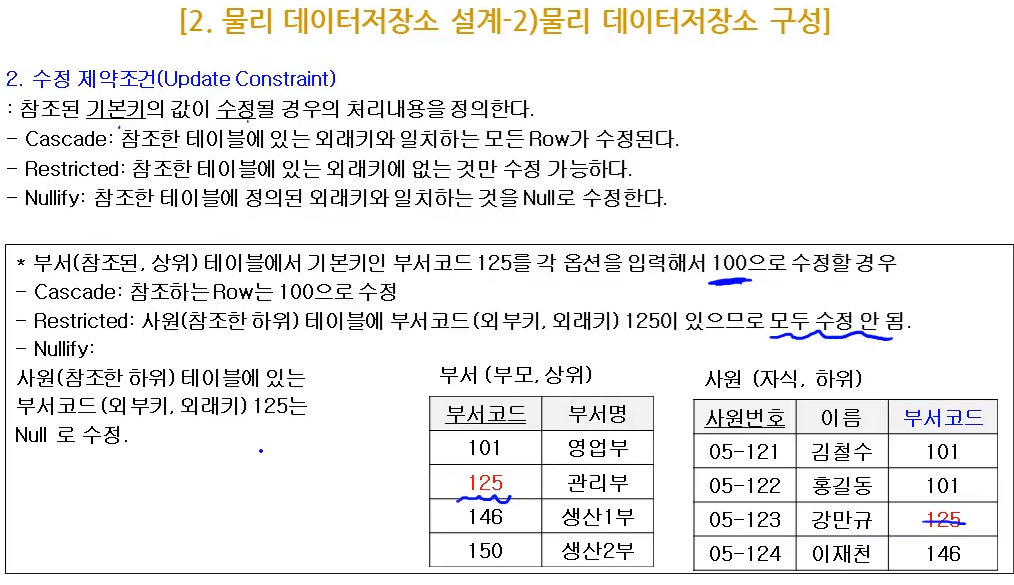 [2. 물리 데이터저장소 설계-2)물리 데이터저장소 구성]
2. 수정 제약조건(Update Constraint)
: 참조된 기본키의 값이 수정될 경우의 처리내용을 정의한다.
- Cascade: 참조한 테이블에 있는 외래키와 일치하는 모든 Row가 수정된다.
- Restricted: 참조한 테이블에 있는 외래키에 없는 것만 수정 가능하다.
- Nullify: 참조한 테이블에 정의된 외래키와 일치하는 것을 Null로 수정한다.
* 부서(참조된, 상위) 테이블에서 기본키인 부서코드 125를 각 옵션을 입력해서 100으로 수정할 경우
- Cascade: 참조하는 Row는 100으로 수정
- Restricted: 사원(참조한 하위) 테이블에 부서코드(외부키, 외래키) 125이 있으므로 모두 수정 안 됨.
- Nullify:
사원(참조한 하위) 테이블에 있는
부서코드(외부키, 외래키) 125는
Null 로 수정.
부서 (부모, 상위)
부서코드 부서명
101 영업부
125 관리부
146 생산1부
150 생산2부
사원 (자식, 하위)
사원번호 이름 부서코드
05-121 김철수 101
05-122 홍길동 101
05-123 강만규 125
05-124 이재천 146